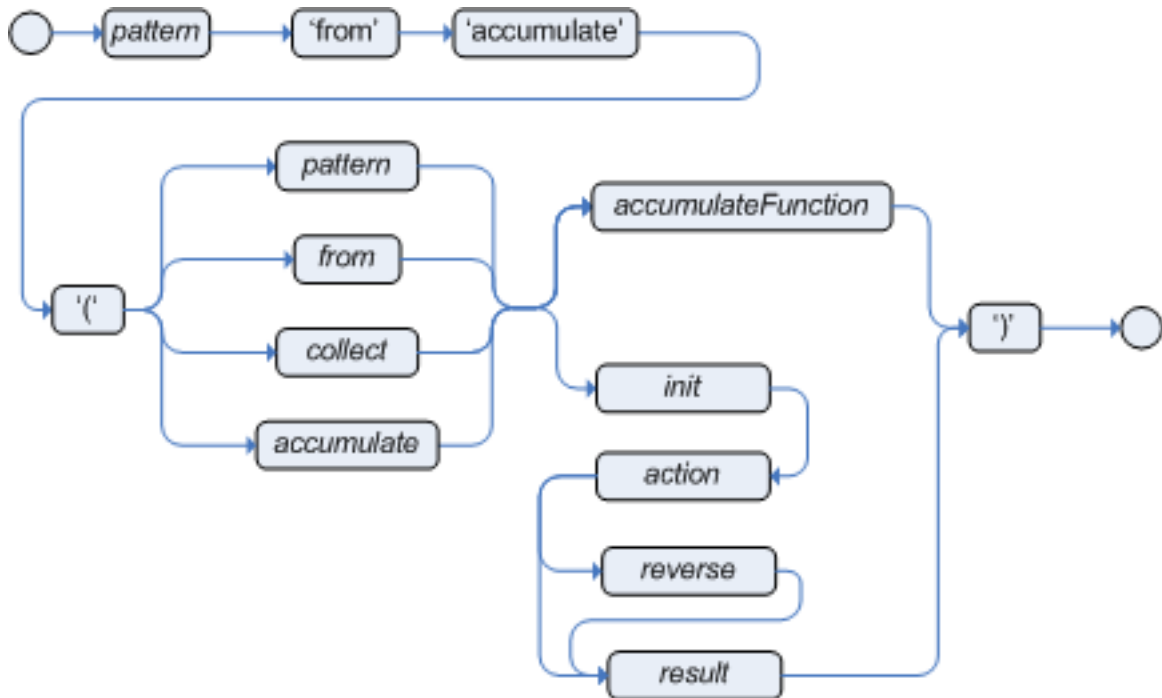 pattern ‘from’ ‘accumulate’
pattern
accumulateFunction
from
‘(‘ ‘)’
collect
init
accumulate
action
reverse
result